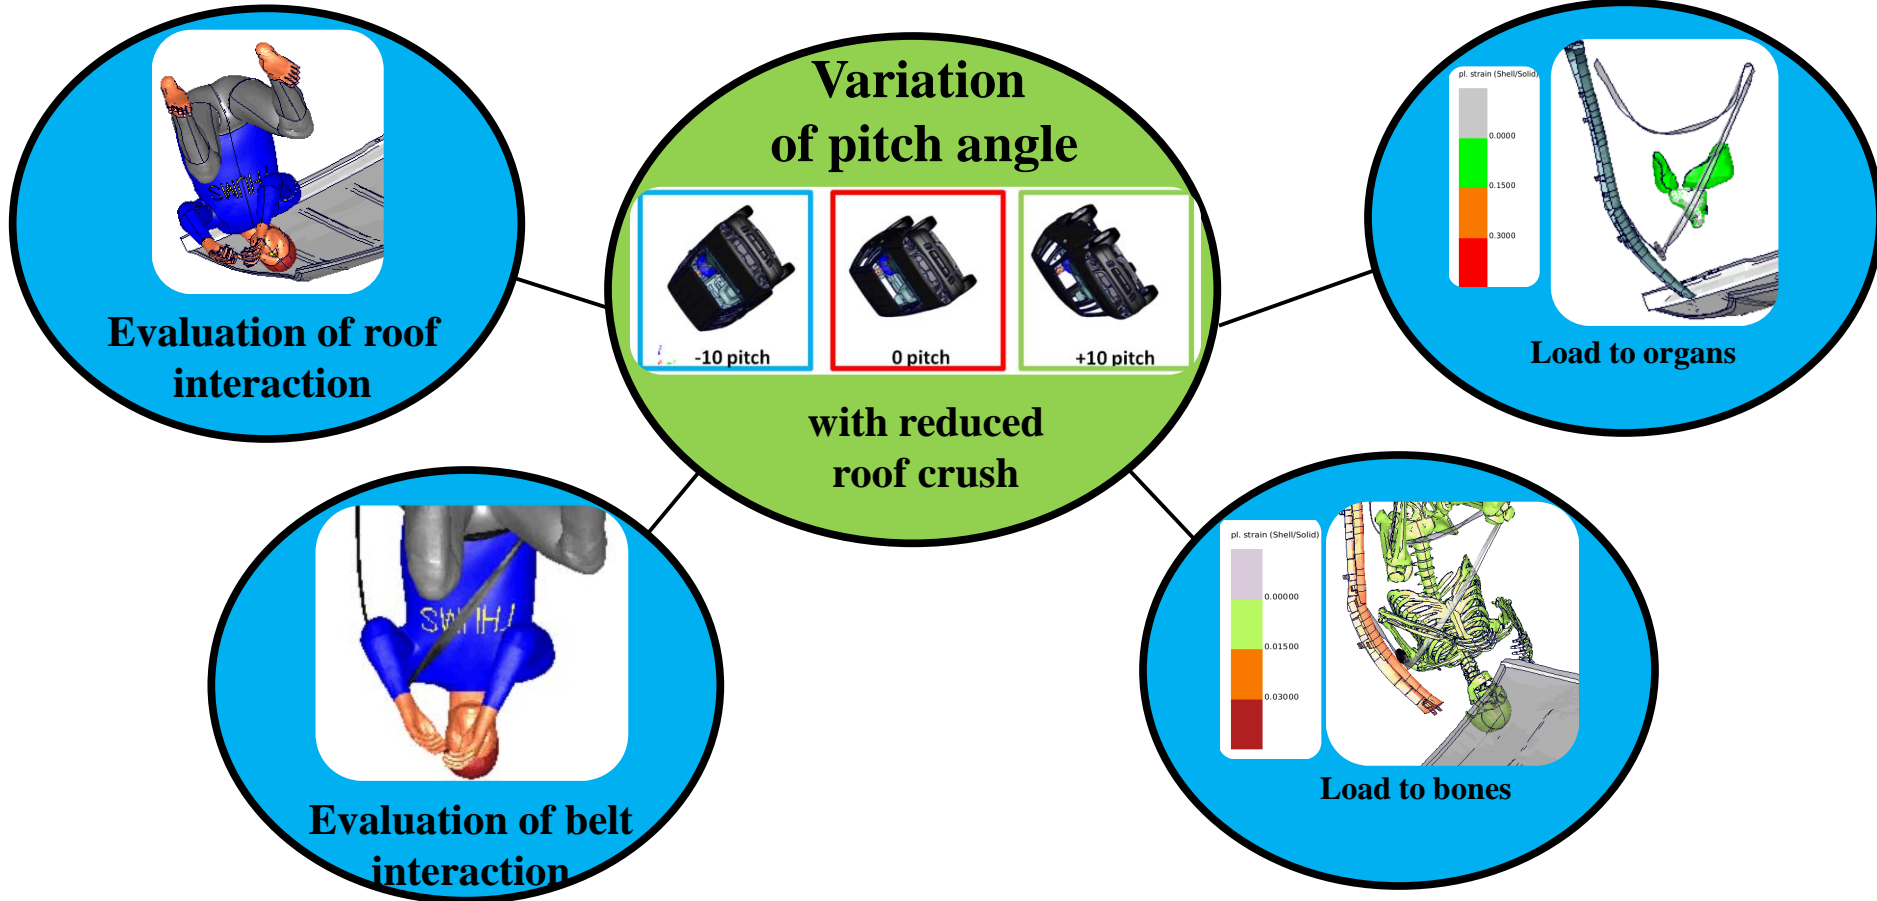 Variation
of pitch angle
-10 pitch
0 pitch
+10 pitch
with reduced
roof crush
THUMS
Evaluation of roof
interaction
THUMS
Evaluation of belt
interaction
pl. strain (Shell/Solid)
0.0000
0.1500
0.3000
Load to organs
pl. strain (Shell/Solid)
0.00000
0.01500
0.03000
Load to bones